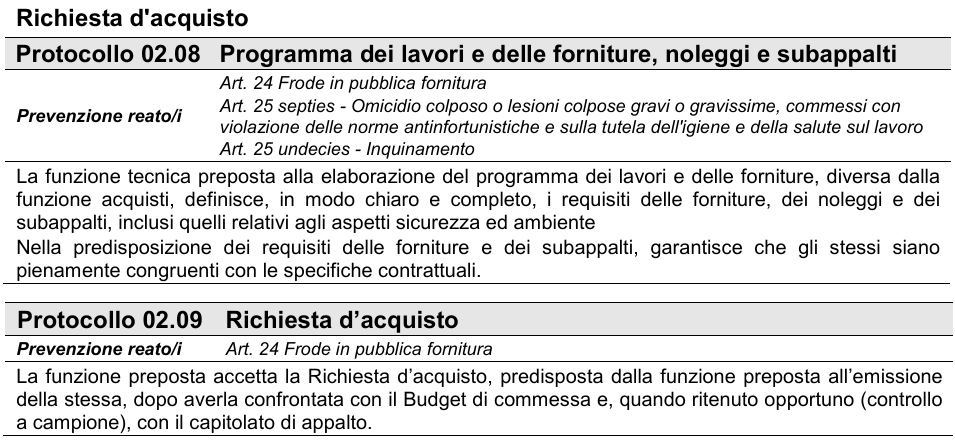 Richiesta d'acquisto
Protocollo 02.08 Programma dei lavori e delle forniture, noleggi e subappalti
Art. 24 Frode in pubblica fornitura
Art. 25 septies - Omicidio colposo o lesioni colpose gravi o gravissime, commessi con
Prevenzione reato/i
violazione delle norme antinfortunistiche e sulla tutela dell'igiene e della salute sul lavoro
Art. 25 undecies - Inquinamento
La funzione tecnica preposta alla elaborazione del programma dei lavori e delle forniture, diversa dalla
funzione acquisti, definisce, in modo chiaro e completo, i requisiti delle forniture, dei noleggi e dei
subappalti, inclusi quelli relativi agli aspetti sicurezza ed ambiente
Nella predisposizione dei requisiti delle forniture e dei subappalti, garantisce che gli stessi siano
pienamente congruenti con le specifiche contrattuali.
Protocollo 02.09 Richiesta d’acquisto
Prevenzione reato/i Art. 24 Frode in pubblica fornitura
La funzione preposta accetta la Richiesta d’acquisto, predisposta dalla funzione preposta all’emissione
della stessa, dopo averla confrontata con il Budget di commessa e, quando ritenuto opportuno (controllo
a campione), con il capitolato di appalto.